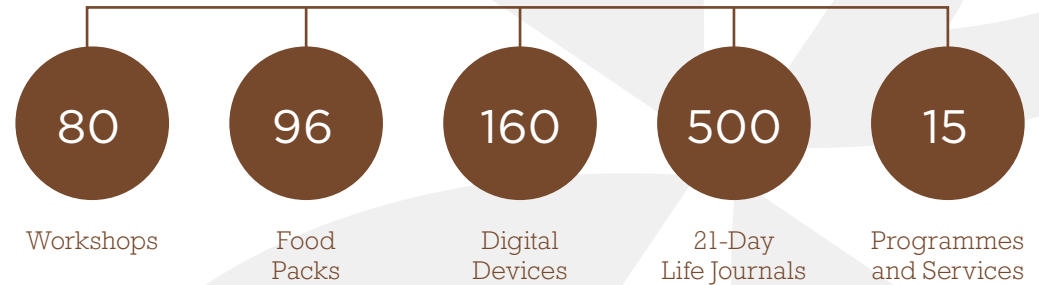 80
96
160
500
15
Workshops
Food
Packs
Digital
Devices
21-Day
Life Journals
Programmes
and Services